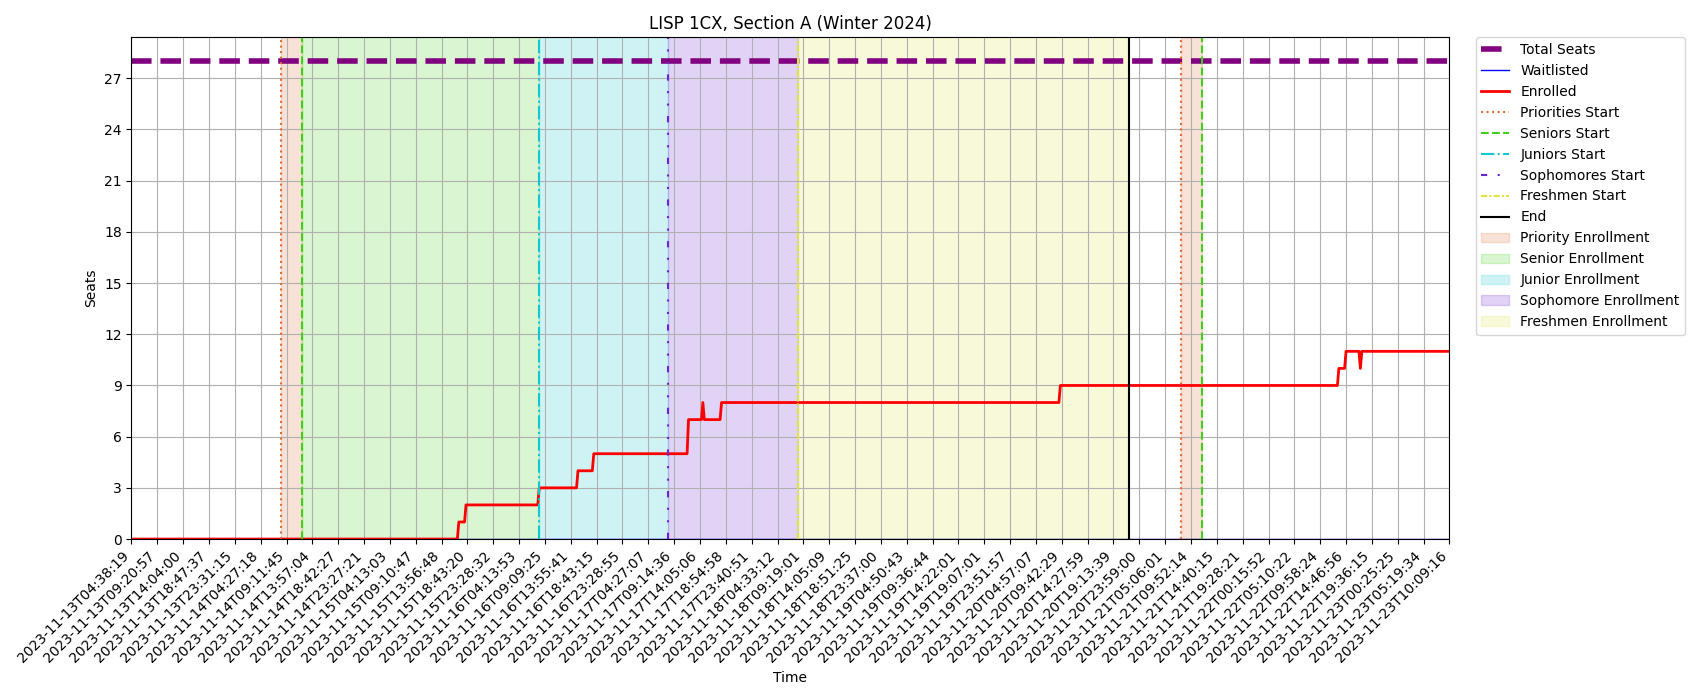 LISP 1CX, Section A (Winter 2024)
27
24
21
18
15
12
9
6
3
0
Seats
2023-11-13T04:38:19
2023-11-13T09:20:57
2023-11-13T14:04:00
2023-11-13T18:47:37
2023-11-13T23:31:15
2023-11-14T04:27:18
2023-11-14T09:11:45
2023-11-14T13:57:04
2023-11-14T18:42:27
2023-11-14T23:27:21
2023-11-15T04:13:03
2023-11-15T09:10:47
2023-11-15T13:56:48
2023-11-15T18:43:20
2023-11-15T23:28:32
2023-11-16T04:13:53
2023-11-16T09:09:25
2023-11-16T13:55:41
2023-11-16T18:43:15
2023-11-16T23:28:55
2023-11-17T04:27:07
2023-11-17T09:14:36
2023-11-17T14:05:06
2023-11-17T18:54:58
2023-11-17T23:40:51
2023-11-18T04:33:12
2023-11-18T09:19:01
2023-11-18T14:05:09
2023-11-18T18:51:25
2023-11-18T23:37:00
2023-11-19T04:50:43
2023-11-19T09:36:44
2023-11-19T14:22:01
2023-11-19T19:07:01
2023-11-19T23:51:57
2023-11-20T04:57:07
2023-11-20T09:42:29
2023-11-20T14:27:59
2023-11-20T19:13:39
2023-11-20T23:59:00
2023-11-21T05:06:01
2023-11-21T09:52:14
2023-11-21T14:40:15
2023-11-21T19:28:21
2023-11-22T00:15:52
2023-11-22T05:10:22
2023-11-22T09:58:24
2023-11-22T14:46:56
2023-11-22T19:36:15
2023-11-23T00:25:25
2023-11-23T05:19:34
2023-11-23T10:09:16
Time
Total Seats
Waitlisted
Enrolled
Priorities Start
Seniors Start
Juniors Start
Sophomores Start
Freshmen Start
End
Priority Enrollment
Senior Enrollment
Junior Enrollment
Sophomore Enrollment
Freshmen Enrollment